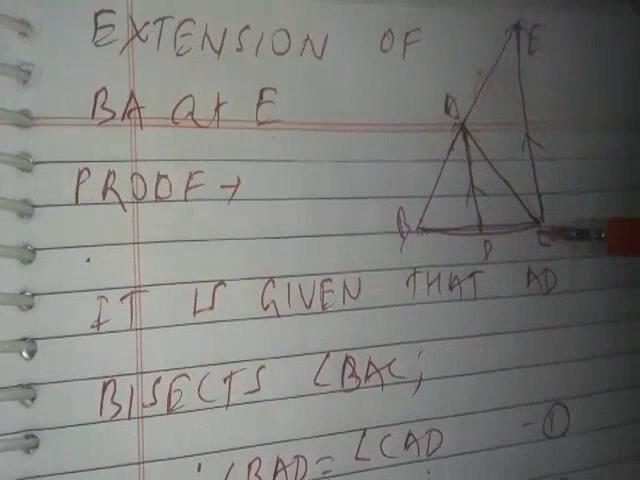 EXTENSION OF
BA at E
PROOF →
IT IS GIVEN THAT AD
BISECTS ∠BAC;
∴ ∠BAD = ∠CAD - ①
E
A
B
D
C